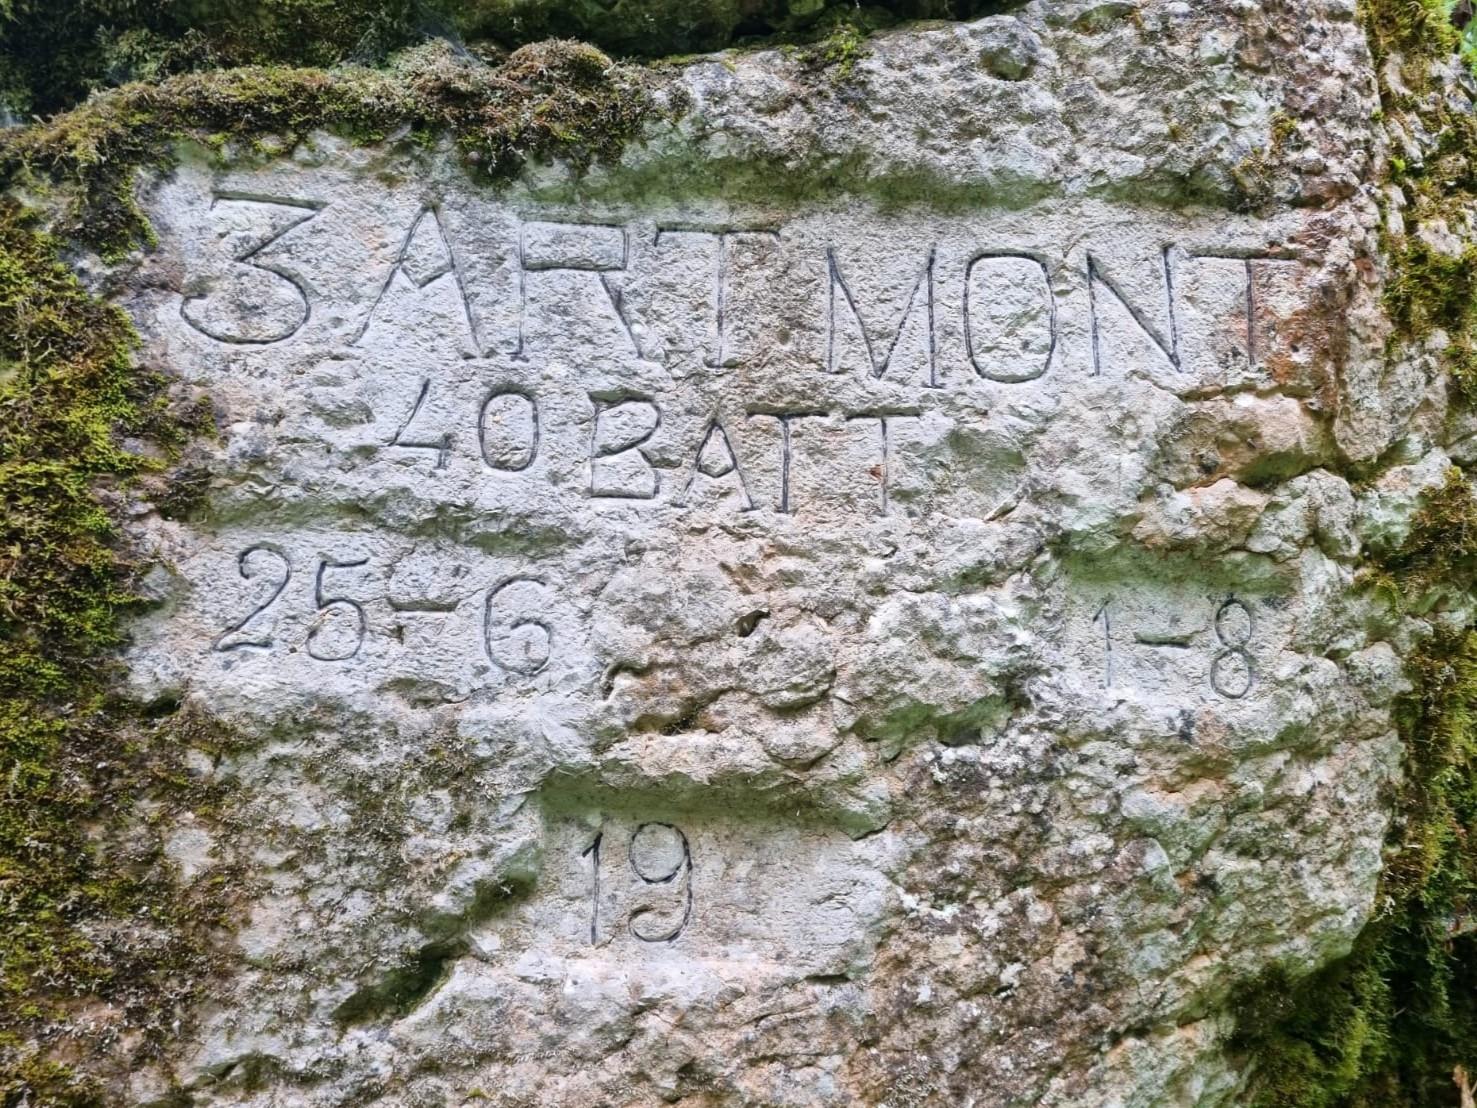 3 ART MONT
40 BATT
25-6 1-8
19